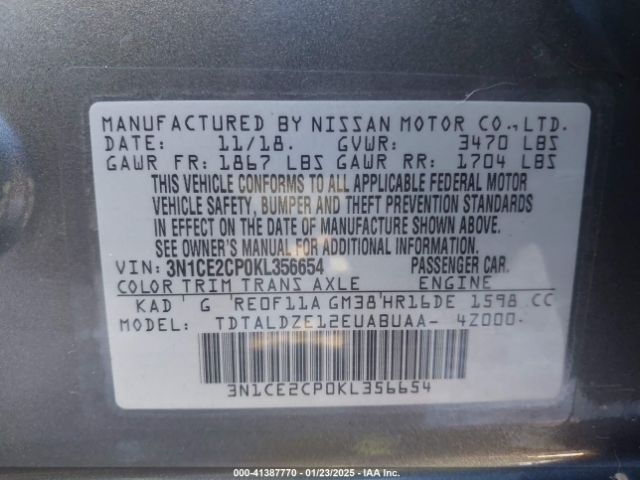 MANUFACTURED BY NISSAN MOTOR CO., LTD.
DATE: 11/18. GVWR: 3470 LBS
GAWR FR: 1867 LBS GAWR RR: 1704 LBS
THIS VEHICLE CONFORMS TO ALL APPLICABLE FEDERAL MOTOR
VEHICLE SAFETY, BUMPER AND THEFT PREVENTION STANDARDS
IN EFFECT ON THE DATE OF MANUFACTURE SHOWN ABOVE.
SEE OWNER'S MANUAL FOR ADDITIONAL INFORMATION.
VIN: 3N1CE2CP0KL356654 PASSENGER CAR.
COLOR TRIM TRANS AXLE ENGINE
KAD G RE0F11A GM38 HR16DE 1598 CC
MODEL: TDTALDZE12EUABUAA- 4Z000-
3N1CE2CP0KL356654
000-41387770 - 01/23/2025 - IAA Inc.